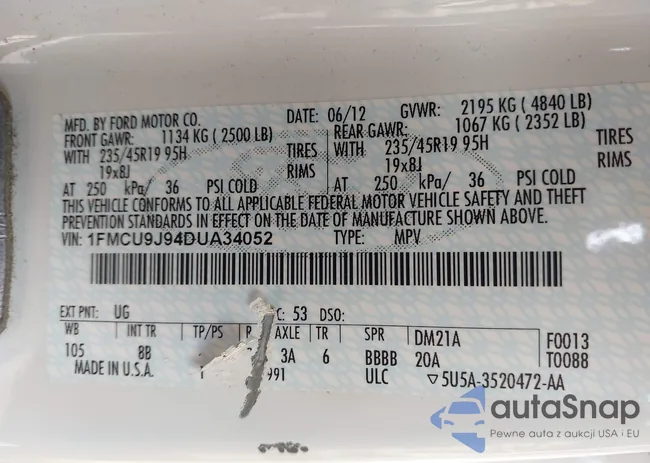 MFD. BY FORD MOTOR CO. DATE: 06/12 GVWR: 2195 KG ( 4840 LB)
FRONT GAWR: 1134 KG ( 2500 LB) REAR GAWR: 1067 KG ( 2352 LB)
WITH 235/45R19 95H TIRES WITH 235/45R19 95H TIRES
19x8J RIMS 19x8J RIMS
AT 250 kPa/ 36 PSI COLD AT 250 kPa/ 36 PSI COLD
THIS VEHICLE CONFORMS TO ALL APPLICABLE FEDERAL MOTOR VEHICLE SAFETY AND THEFT
PREVENTION STANDARDS IN EFFECT ON THE DATE OF MANUFACTURE SHOWN ABOVE.
VIN: 1FMCU9J94DUA34052 TYPE: MPV
EXT PNT: UG C: 53 DSO:
WB INT TR TP/PS R AXLE TR SPR DM21A F0013
105 8B 3A 6 BBBB 20A T0088
MADE IN U.S.A. 991 ULC ▽5U5A-3520472-AA
autaSnap
Pewne auta z aukcji USA i EU